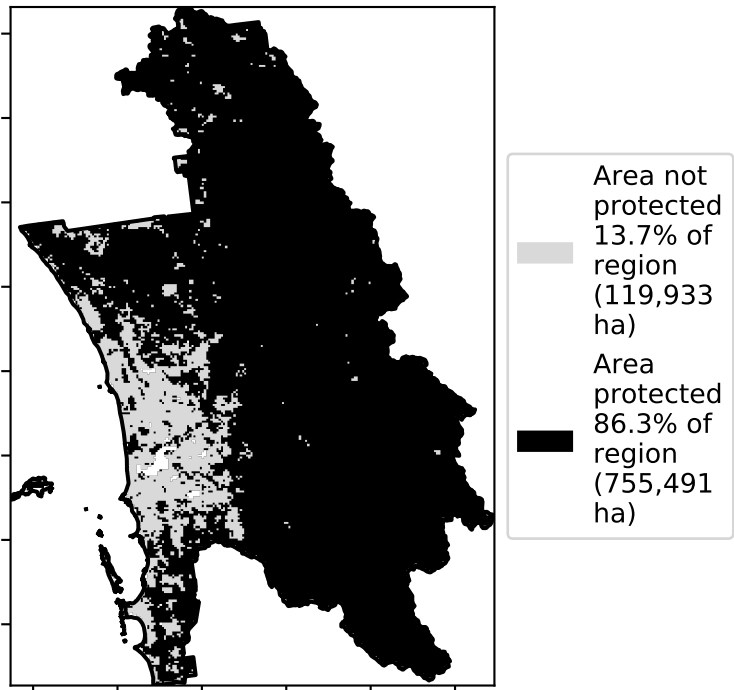 Area not
protected
13.7% of
region
(119,933
ha)
Area
protected
86.3% of
region
(755,491
ha)